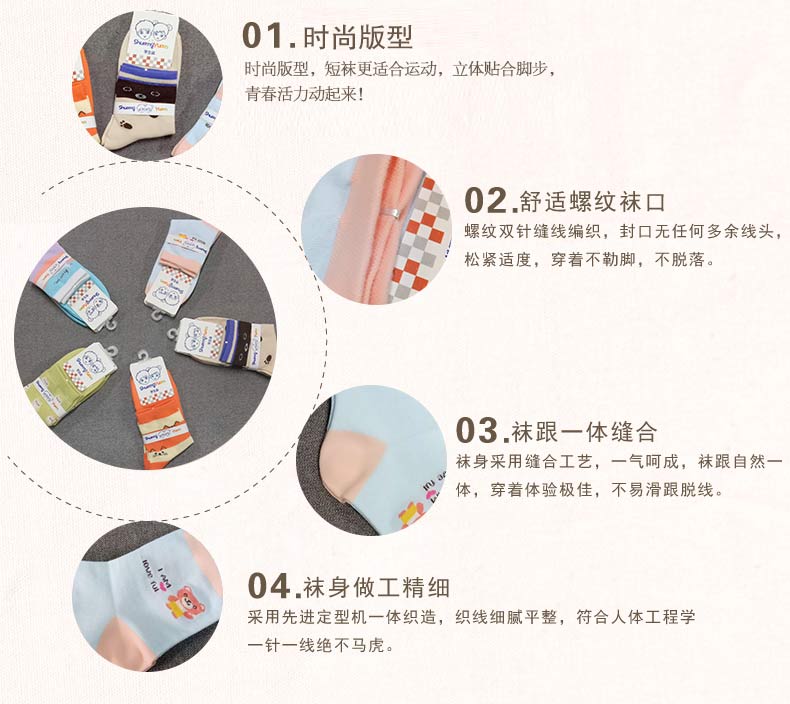 01.时尚版型
时尚版型，短袜更适合运动，立体贴合脚步，
青春活力动起来！
02.舒适螺纹袜口
螺纹双针缝线编织，封口无任何多余线头，
松紧适度，穿着不勒脚，不脱落。
03.袜跟一体缝合
袜身采用缝合工艺，一气呵成，袜跟自然一
体，穿着体验极佳，不易滑跟脱线。
04.袜身做工精细
采用先进定型机一体织造，织线细腻平整，符合人体工程学
一针一线绝不马虎。
ShuangYuan
I AM
love ful